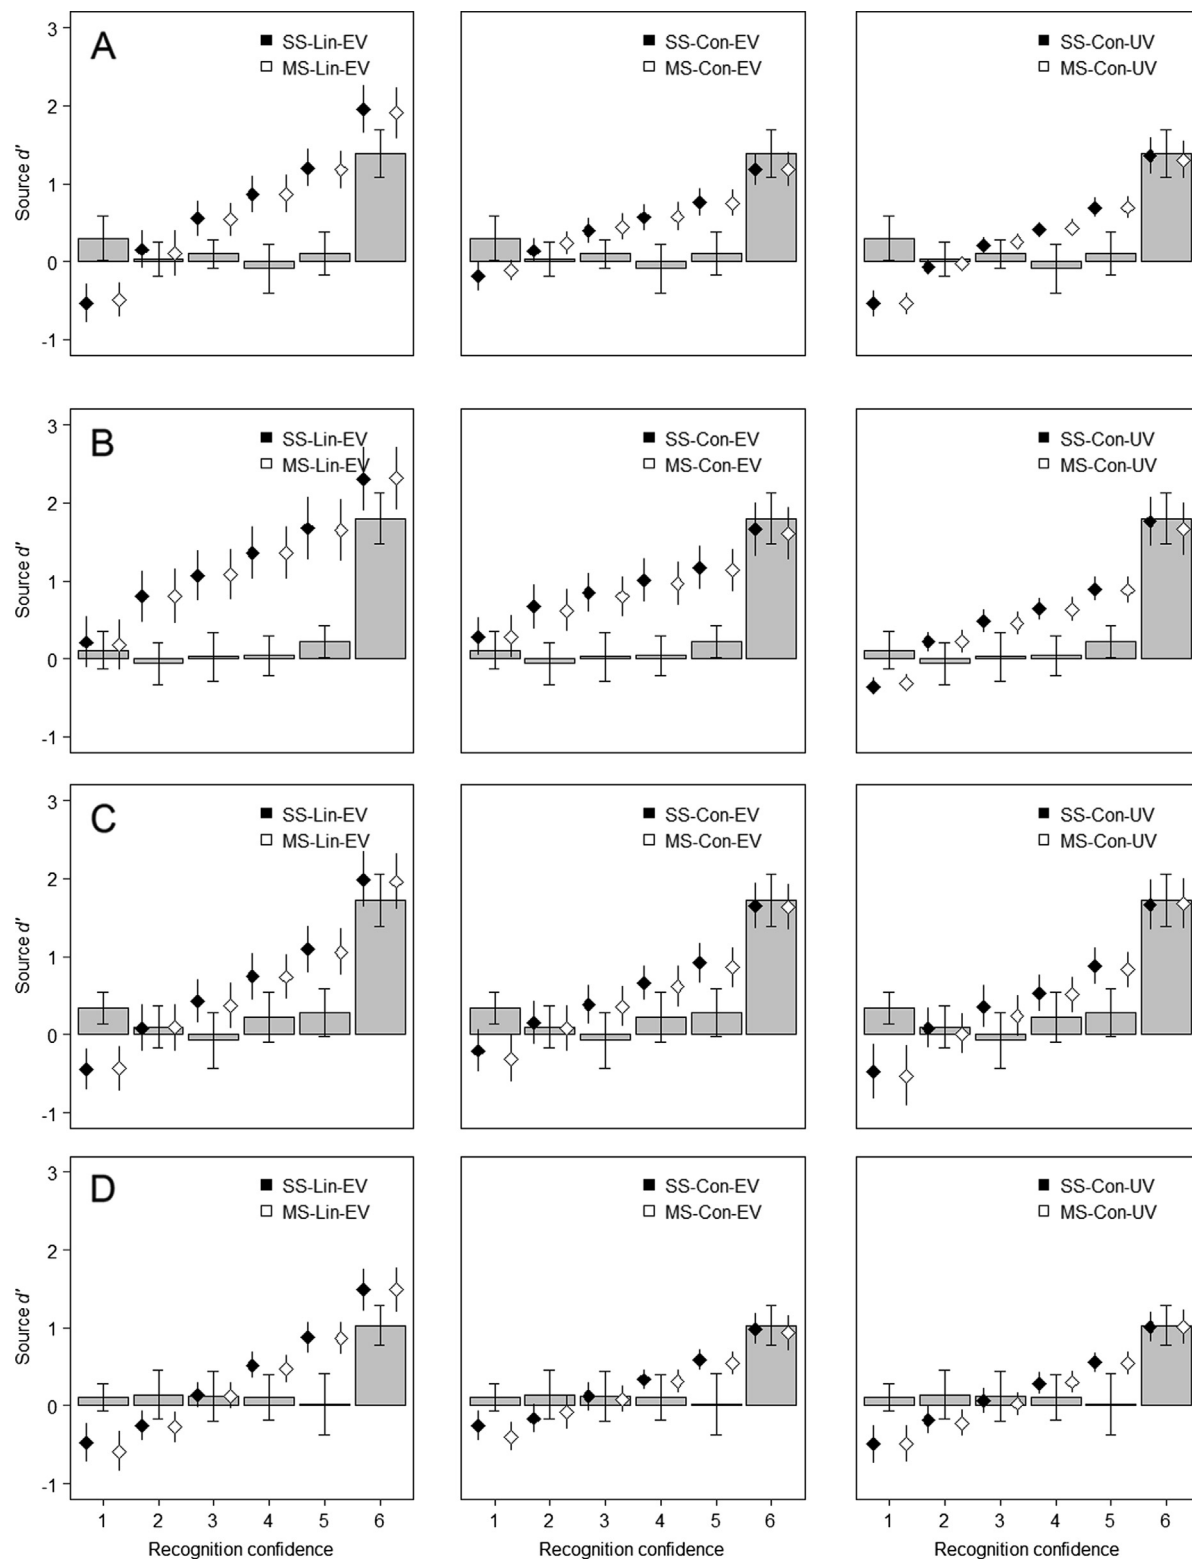 A
SS-Lin-EV
MS-Lin-EV
SS-Con-EV
MS-Con-EV
SS-Con-UV
MS-Con-UV
Source d'
3
2
1
0
-1
B
SS-Lin-EV
MS-Lin-EV
SS-Con-EV
MS-Con-EV
SS-Con-UV
MS-Con-UV
Source d'
3
2
1
0
-1
C
SS-Lin-EV
MS-Lin-EV
SS-Con-EV
MS-Con-EV
SS-Con-UV
MS-Con-UV
Source d'
3
2
1
0
-1
D
SS-Lin-EV
MS-Lin-EV
SS-Con-EV
MS-Con-EV
SS-Con-UV
MS-Con-UV
Source d'
3
2
1
0
-1
1 2 3 4 5 6
1 2 3 4 5 6
1 2 3 4 5 6
Recognition confidence
Recognition confidence
Recognition confidence